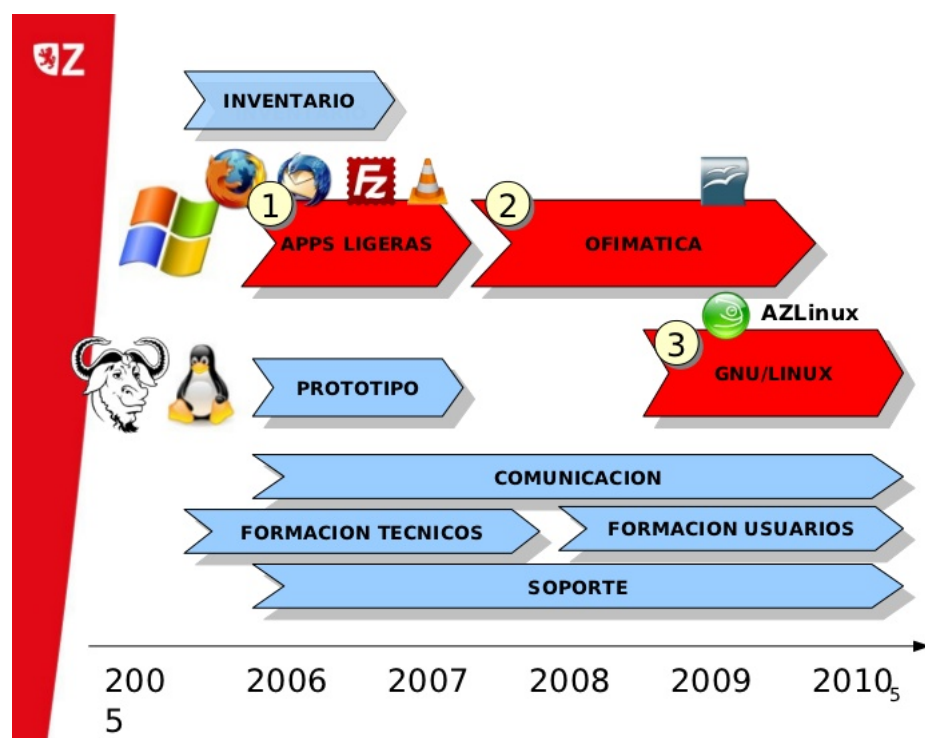 Z
INVENTARIO
Fz
1
APPS LIGERAS
2
OFIMATICA
AZLinux
3
GNU/LINUX
PROTOTIPO
COMUNICACION
FORMACION TECNICOS
FORMACION USUARIOS
SOPORTE
200
5
2006
2007
2008
2009
2010
5